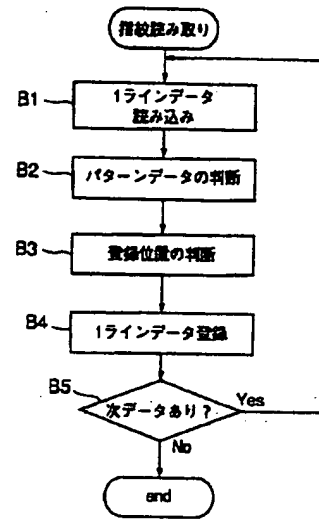 指紋読み取り
B1
1ラインデータ
読み込み
B2
パターンデータの判断
B3
登録位置の判断
B4
1ラインデータ登録
B5
次データあり?
Yes
No
end